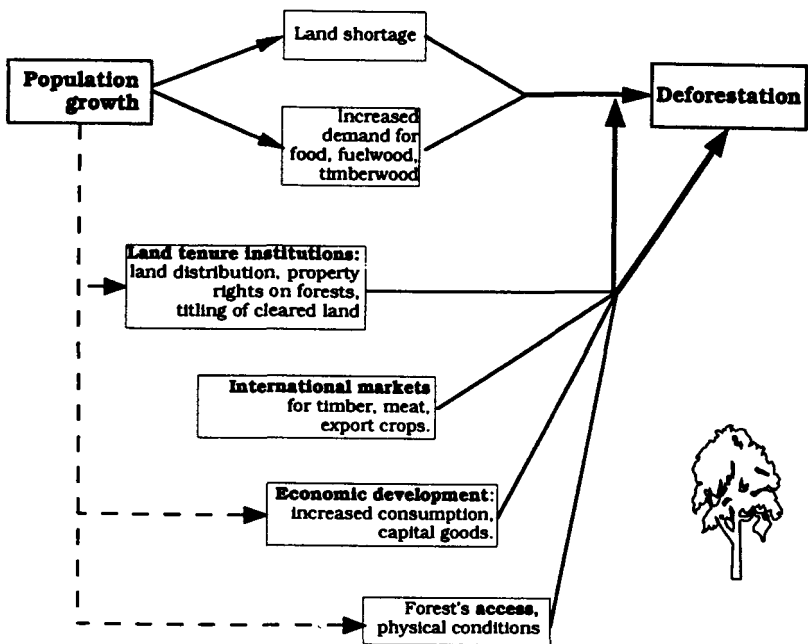 Land shortage
Population
growth
Deforestation
Increased
demand for
food, fuelwood,
timberwood
Land tenure institutions:
land distribution, property
rights on forests,
titling of cleared land
International markets
for timber, meat,
export crops.
Economic development:
increased consumption,
capital goods.
Forest's access,
physical conditions